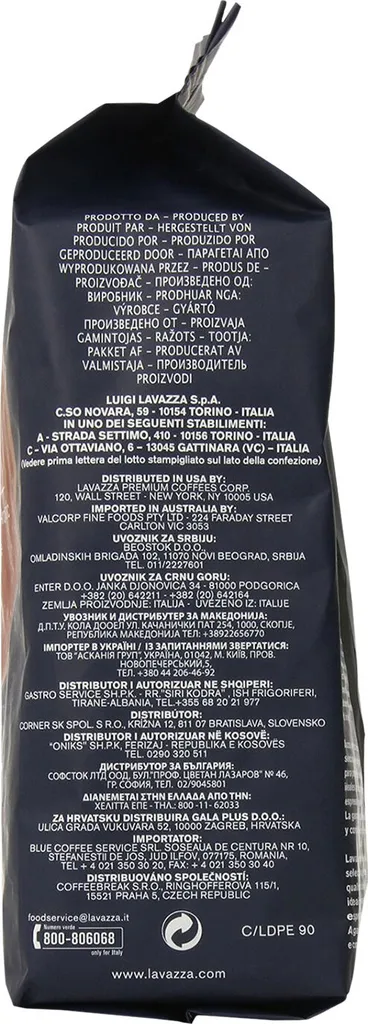 PRODOTTO DA – PRODUCED BY
PRODUIT PAR – HERGESTELLT VON
PRODUCIDO POR – PRODUZIDO POR
GEPRODUCEERD DOOR – ΠΑΡΑΓΕΤΑΙ ΑΠΟ
WYPRODUKOWANA PRZEZ – PRODUS DE –
PROIZVOĐAČ – ПРОИЗВЕДЕНО ОД:
ВИРОБНИК – PRODHUAR NGA:
VÝROBCE – GYÁRTÓ
ПРОИЗВЕДЕНО ОТ – PROIZVAJA
GAMINTOJAS – RAŽOTS – TOOTJA:
PAKKET AF – PRODUCERAT AV
VALMISTAJA – ПРОИЗВОДИТЕЛЬ
PROIZVODI
LUIGI LAVAZZA S.p.A.
C.SO NOVARA, 59 - 10154 TORINO - ITALIA
IN UNO DEI SEGUENTI STABILIMENTI:
A - STRADA SETTIMO, 410 - 10156 TORINO - ITALIA
C – VIA OTTAVIANO, 6 – 13045 GATTINARA (VC) – ITALIA
(Vedere prima lettera del lotto stampigliato sul lato della confezione)
DISTRIBUTED IN USA BY:
LAVAZZA PREMIUM COFFEES CORP.
120, WALL STREET - NEW YORK, NY 10005 USA
IMPORTED IN AUSTRALIA BY:
VALCORP FINE FOODS PTY LTD - 224 FARADAY STREET
CARLTON VIC 3053
UVOZNIK ZA SRBIJU:
BEOSTOK D.O.O.,
OMLADINSKIH BRIGADA 102, 11070 NOVI BEOGRAD, SRBIJA
TEL. 011/2227601
UVOZNIK ZA CRNU GORU:
ENTER D.O.O. JANKA DJONOVICA 34 - 81000 PODGORICA
+382 (20) 642211 - +382 (20) 642164
ZEMLJA PROIZVODNJE: ITALIJA - UVEZENO IZ: ITALIJE
УВОЗНИК И ДИСТРИБУТЕР ЗА МАКЕДОНИЈА:
Д.П.Т.У. КОЛА ДООЕЛ УЛ. КАЧАНИЧКИ ПАТ 254, 1000, СКОПЈЕ,
РЕПУБЛИКА МАКЕДОНИЈА ТЕЛ: +38922656770
ІМПОРТЕР В УКРАЇНІ / ІЗ ЗАПИТАННЯМИ ЗВЕРТАТИСЯ:
ТОВ "АСКАНІЯ ГРУП", УКРАЇНА, 01042, М. КИЇВ, ПРОВ.
НОВОПЕЧЕРСЬКИЙ,5,
ТЕЛ. +380 44 206-46-92
DISTRIBUTOR I AUTORIZUAR NE SHQIPERI:
GASTRO SERVICE SH.P.K. - RR."SIRI KODRA" , ISH FRIGORIFERI,
TIRANE-ALBANIA, TEL.+355 68 20 21 977
DISTRIBÚTOR:
CORNER SK SPOL. S R.O., KRÍŽNA 12, 811 07 BRATISLAVA, SLOVENSKO
DISTRIBUTOR I AUTORIZUAR NË KOSOVË:
"ONIKS" SH.P.K, FERIZAJ - REPUBLIKA E KOSOVËS
TEL. 0290 320 511
ДИСТРИБУТОР ЗА БЪЛГАРИЯ:
СОФСТОК ЛТД ООД, БУЛ."ПРОФ. ЦВЕТАН ЛАЗАРОВ" № 46,
ГР. СОФИЯ, ТЕЛ. 02/9045801
ΔΙΑΝΕΜΕΤΑΙ ΣΤΗΝ ΕΛΛΑΔΑ ΑΠΟ ΤΗΝ:
ΧΕΛΙΤΤΑ ΕΠΕ - ΤΗΛ.: 800-11-62033
ZA HRVATSKU DISTRIBUIRA GALA PLUS D.O.O.:
ULICA GRADA VUKUVARA 52, 10000 ZAGREB, HRVATSKA
IMPORTATOR:
BLUE COFFEE SERVICE SRL. SOSEAUA DE CENTURA NR 10,
STEFANESTII DE JOS, JUD ILFOV, 077175, ROMANIA,
TEL + 4 021 350 30 20, FAX: + 4 021 350 30 40
DISTRIBUOVÁNO SPOLEČNOSTÍ:
COFFEEBREAK S.R.O., RINGHOFFEROVA 115/1,
15521 PRAHA 5, CZECH REPUBLIC
foodservice@lavazza.it
Numero verde
800-806068
only for Italy
C/LDPE 90
www.lavazza.com